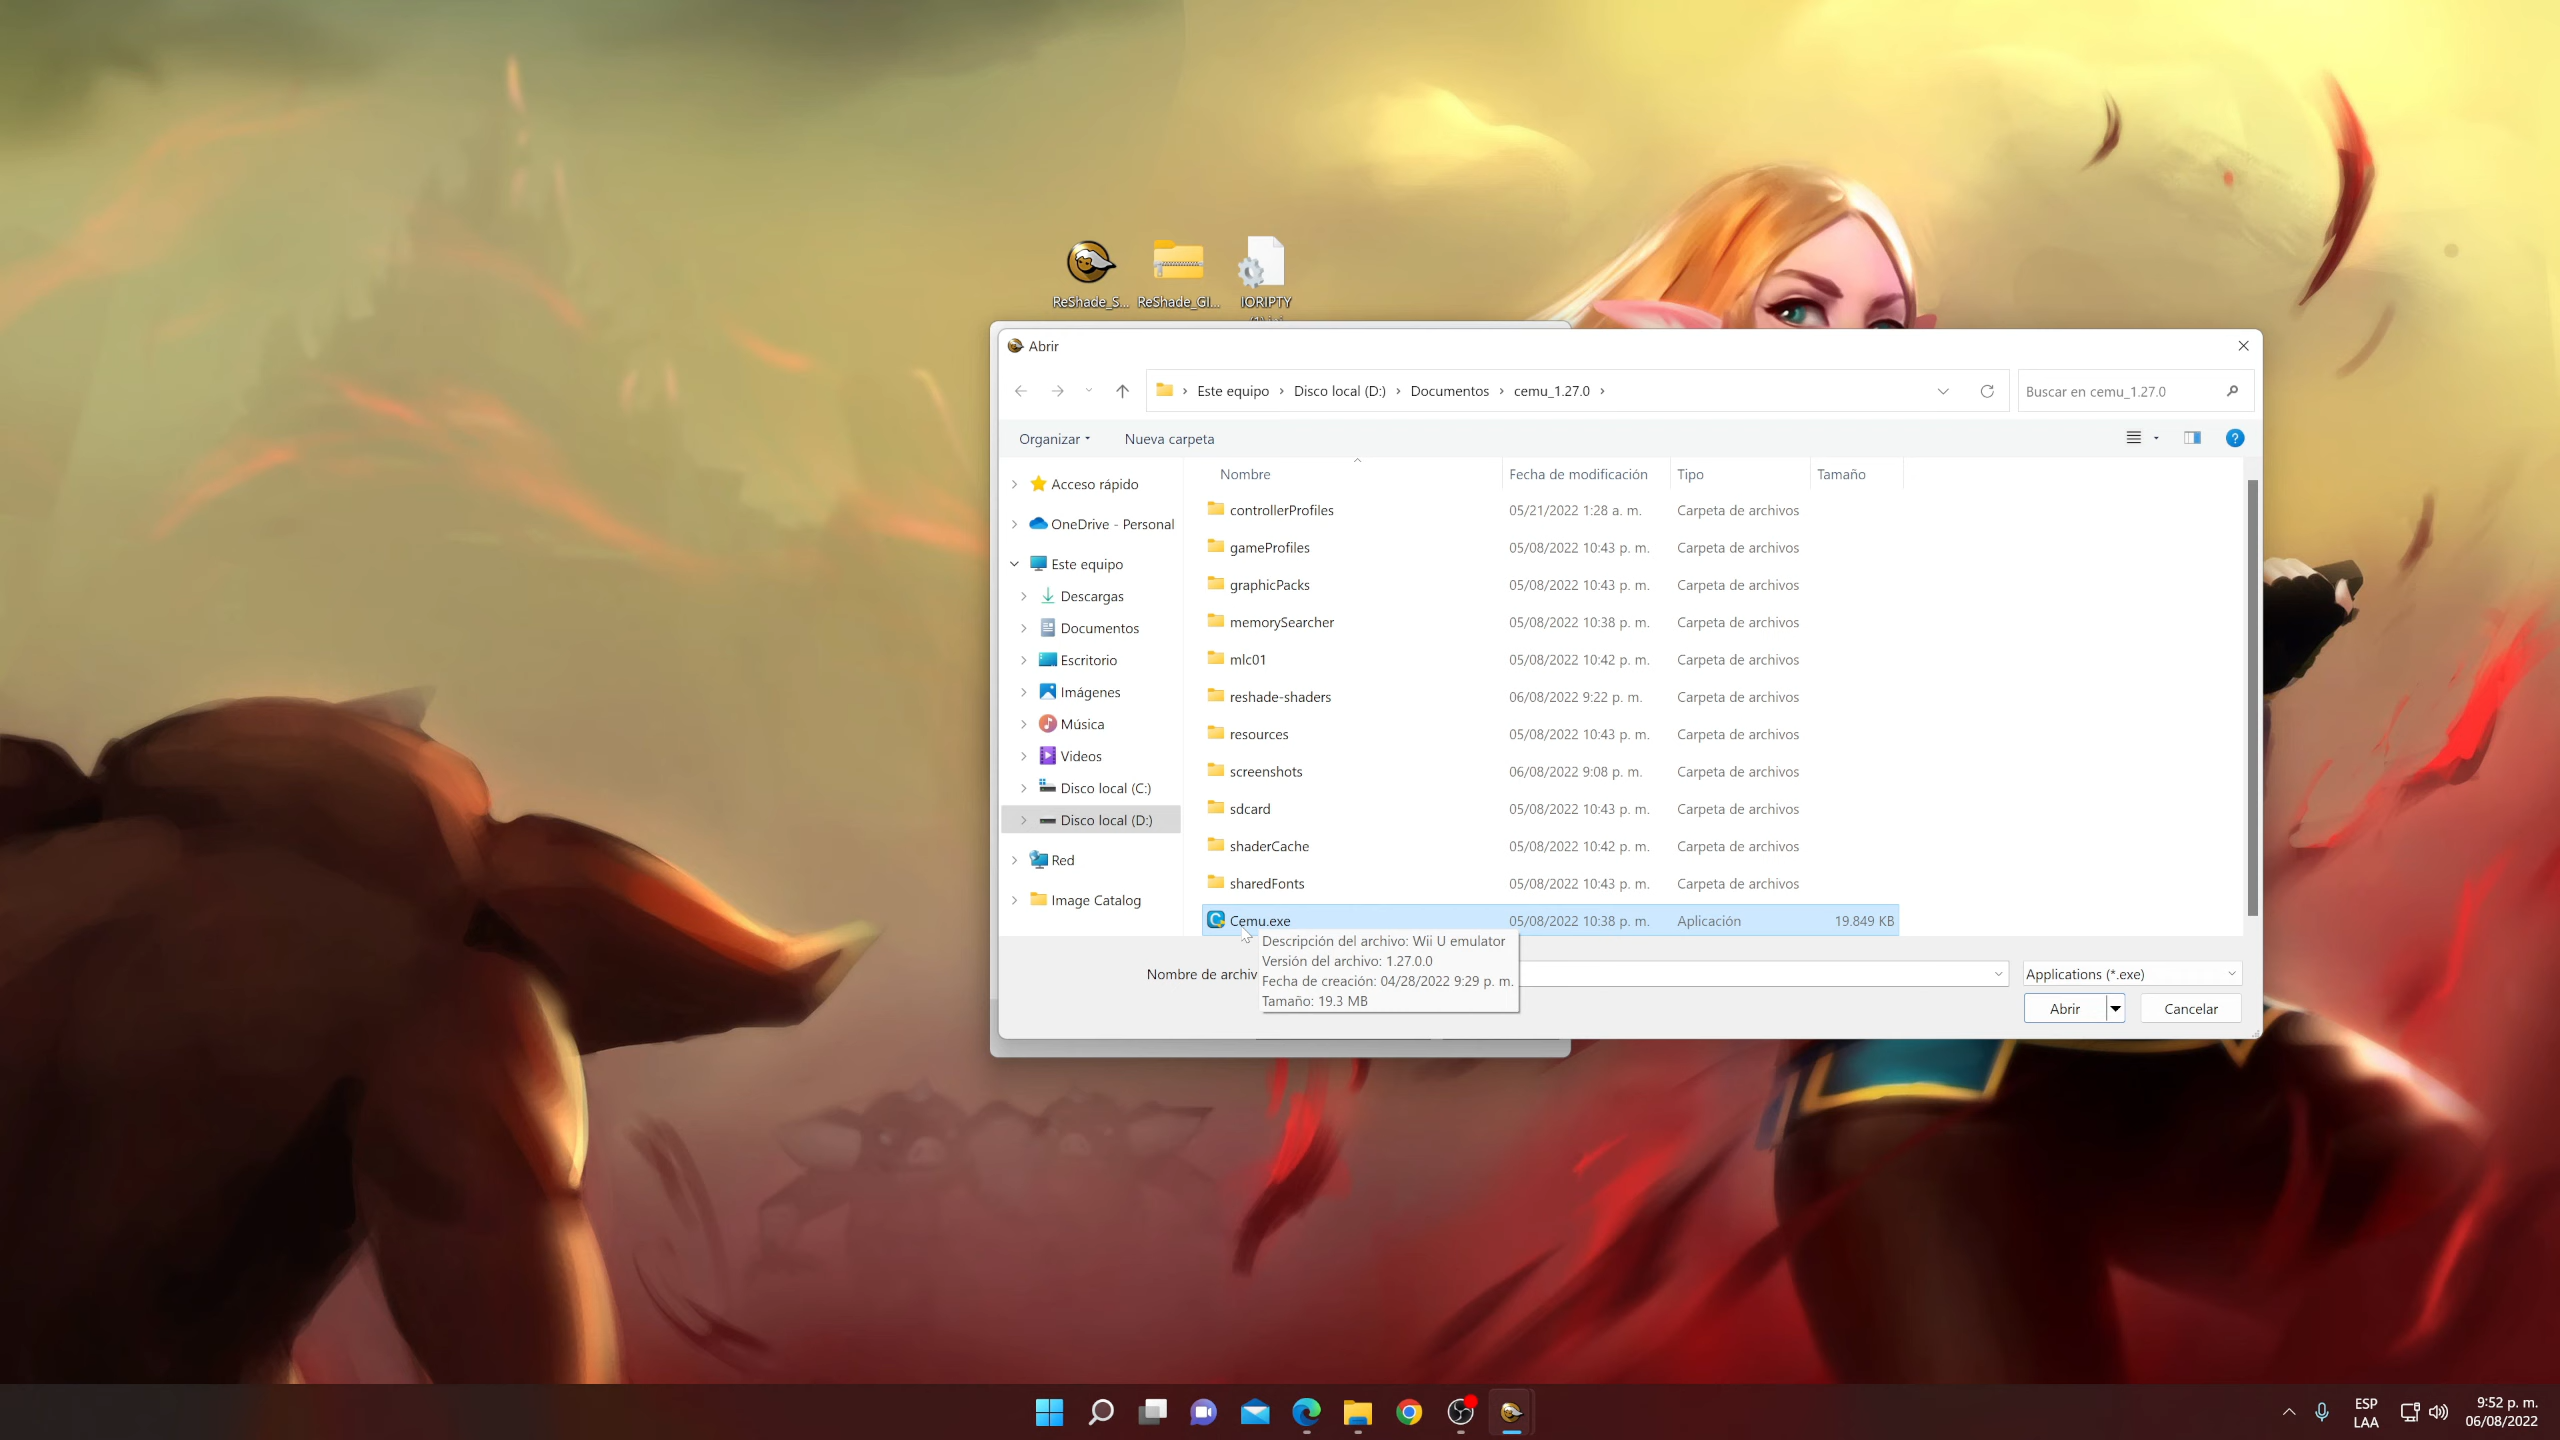 ReShade_S... ReShade_Gl... IORIPTY
Abrir
Este equipo › Disco local (D:) › Documentos › cemu_1.27.0 ›
Buscar en cemu_1.27.0
Organizar Nueva carpeta
Nombre Fecha de modificación Tipo Tamaño
Acceso rápido
OneDrive - Personal
Este equipo
Descargas
Documentos
Escritorio
Imágenes
Música
Videos
Disco local (C:)
Disco local (D:)
Red
Image Catalog
controllerProfiles 05/21/2022 1:28 a. m. Carpeta de archivos
gameProfiles 05/08/2022 10:43 p. m. Carpeta de archivos
graphicPacks 05/08/2022 10:43 p. m. Carpeta de archivos
memorySearcher 05/08/2022 10:38 p. m. Carpeta de archivos
mlc01 05/08/2022 10:42 p. m. Carpeta de archivos
reshade-shaders 06/08/2022 9:22 p. m. Carpeta de archivos
resources 05/08/2022 10:43 p. m. Carpeta de archivos
screenshots 06/08/2022 9:08 p. m. Carpeta de archivos
sdcard 05/08/2022 10:43 p. m. Carpeta de archivos
shaderCache 05/08/2022 10:42 p. m. Carpeta de archivos
sharedFonts 05/08/2022 10:43 p. m. Carpeta de archivos
Cemu.exe 05/08/2022 10:38 p. m. Aplicación 19.849 KB
Descripción del archivo: Wii U emulator
Versión del archivo: 1.27.0.0
Fecha de creación: 04/28/2022 9:29 p. m.
Tamaño: 19.3 MB
Nombre de archiv
Applications (*.exe)
Abrir Cancelar
ESP
LAA
9:52 p. m.
06/08/2022